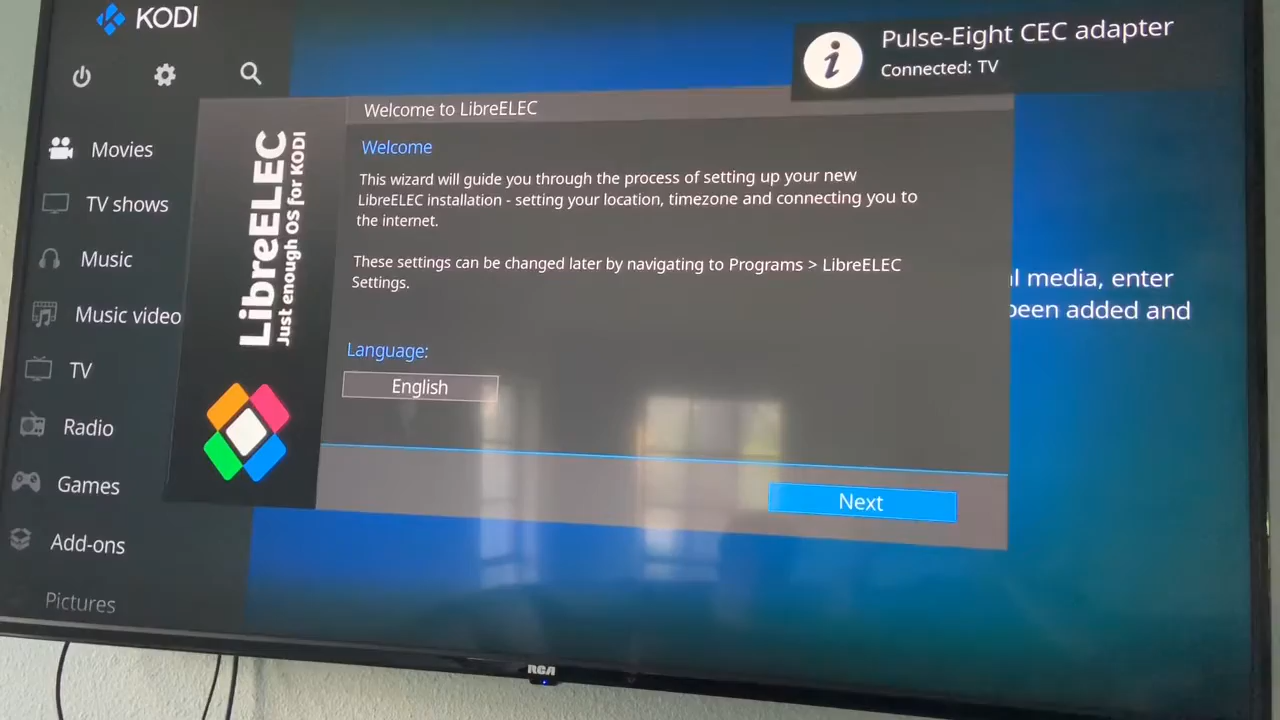 KODI
Pulse-Eight CEC adapter
Connected: TV
Movies
TV shows
Music
Music video
TV
Radio
Games
Add-ons
Pictures
LibreELEC
Just enough OS for KODI
Welcome to LibreELEC
Welcome
This wizard will guide you through the process of setting up your new
LibreELEC installation - setting your location, timezone and connecting you to
the internet.
These settings can be changed later by navigating to Programs > LibreELEC
Settings.
Language:
English
Next
l media, enter
been added and
RCA